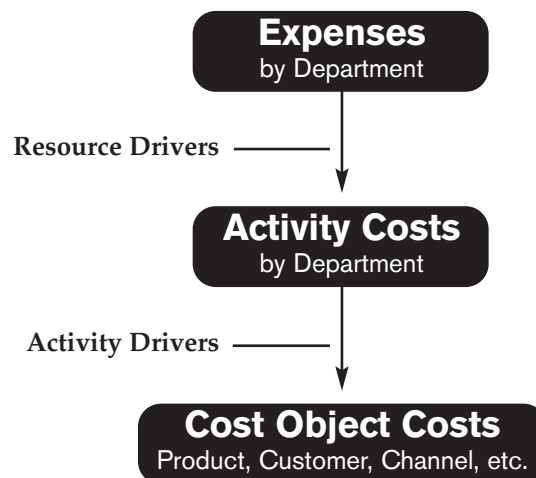 Expenses
by Department
Resource Drivers
Activity Costs
by Department
Activity Drivers
Cost Object Costs
Product, Customer, Channel, etc.